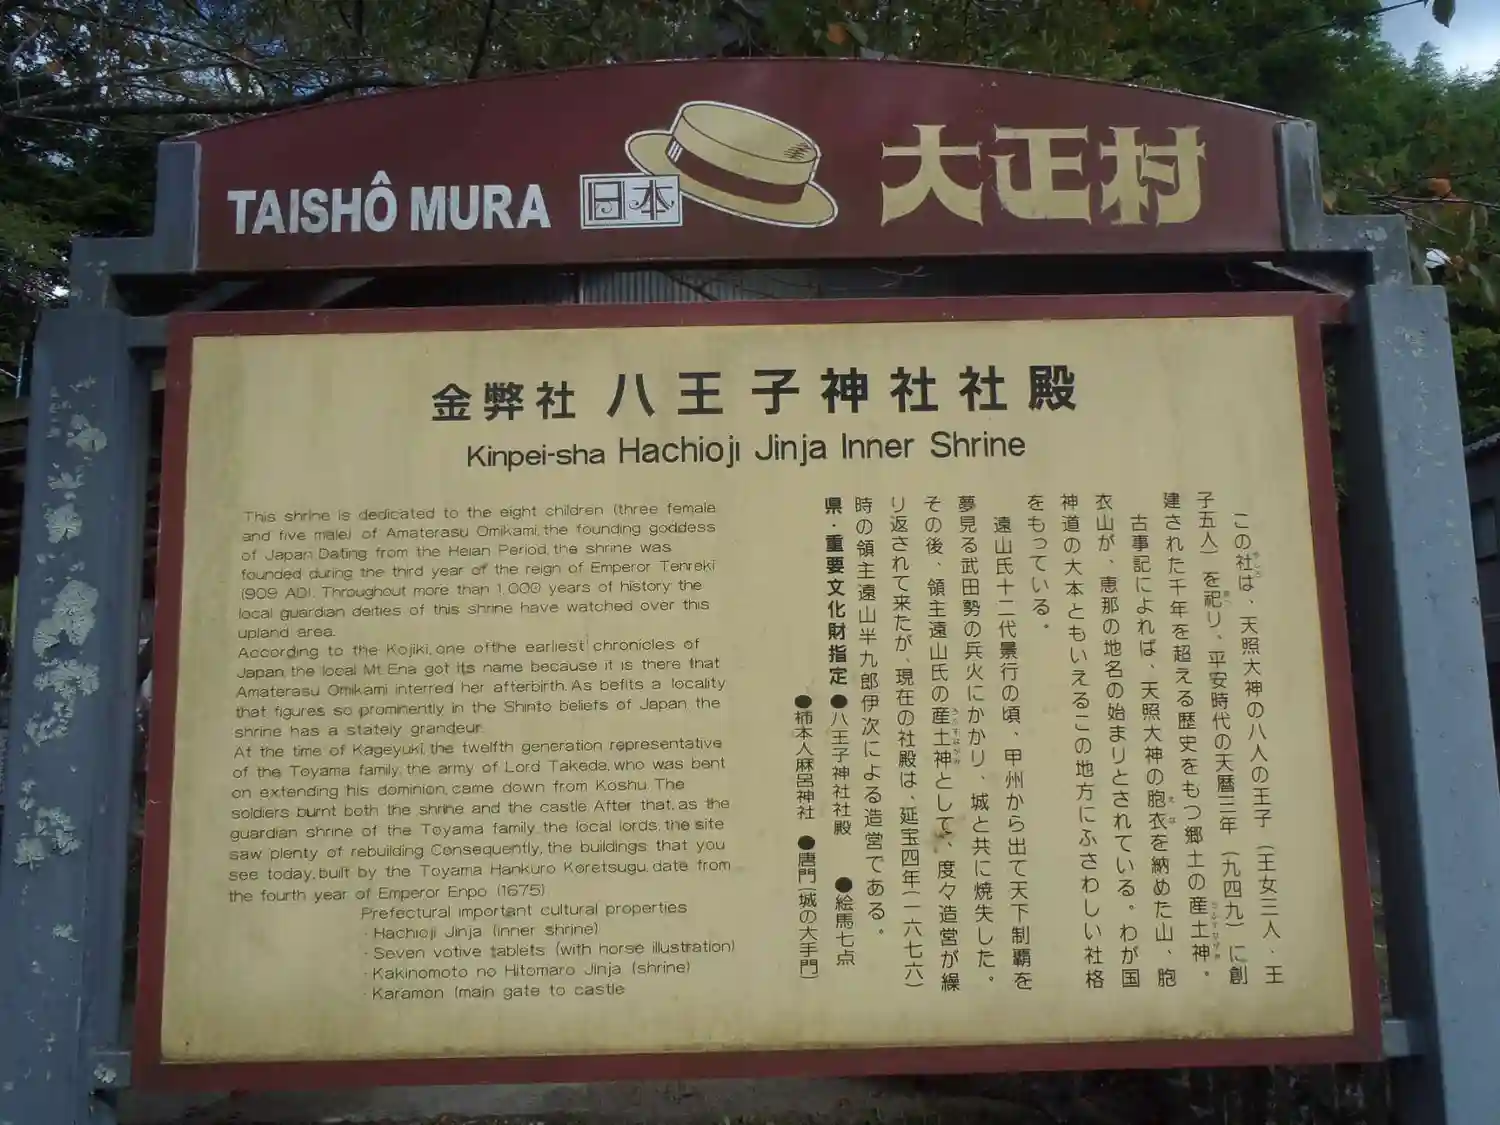 TAISHÔ MURA 日本 大正村
金弊社 八王子神社社殿
Kinpei-sha Hachioji Jinja Inner Shrine
This shrine is dedicated to the eight children (three female
and five male) of Amaterasu Omikami, the founding goddess
of Japan. Dating from the Heian Period, the shrine was
founded during the third year of the reign of Emperor Tenreki
(909 AD). Throughout more than 1,000 years of history the
local guardian deities of this shrine have watched over this
upland area.
According to the Kojiki, one ofthe earliest chronicles of
Japan, the local Mt. Ena got its name because it is there that
Amaterasu Omikami interred her afterbirth. As befits a locality
that figures so prominently in the Shinto beliefs of Japan the
shrine has a stately grandeur.
At the time of Kageyuki, the twelfth generation representative
of the Toyama family, the army of Lord Takeda, who was bent
on extending his dominion, came down from Koshu. The
soldiers burnt both the shrine and the castle. After that, as the
guardian shrine of the Toyama family, the local lords, the site
saw plenty of rebuilding. Consequently, the buildings that you
see today, built by the Toyama Hankuro Koretsugu, date from
the fourth year of Emperor Enpo (1675)
Prefectural important cultural properties
· Hachioji Jinja (inner shrine)
· Seven votive tablets (with horse illustration)
· Kakinomoto no Hitomaro Jinja (shrine)
· Karamon (main gate to castle
この社は、天照大神の八人の王子（王女三人・王
子五人）を祀り、平安時代の天暦三年（九四九）に創
建された千年を超える歴史をもつ郷土の産土神。
古事記によれば、天照大神の胞衣を納めた山、胞
衣山が、恵那の地名の始まりとされている。わが国
神道の大本ともいえるこの地方にふさわしい社格
をもっている。
遠山氏十二代景行の頃、甲州から出て天下制覇を
夢見る武田勢の兵火にかかり、城と共に焼失した。
その後、領主遠山氏の産土神として、度々造営が繰
り返されて来たが、現在の社殿は、延宝四年（一六七六）
時の領主遠山半九郎伊次による造営である。
県・重要文化財指定 ●八王子神社社殿 ●絵馬七点
●柿本人麻呂神社 ●唐門（城の大手門）